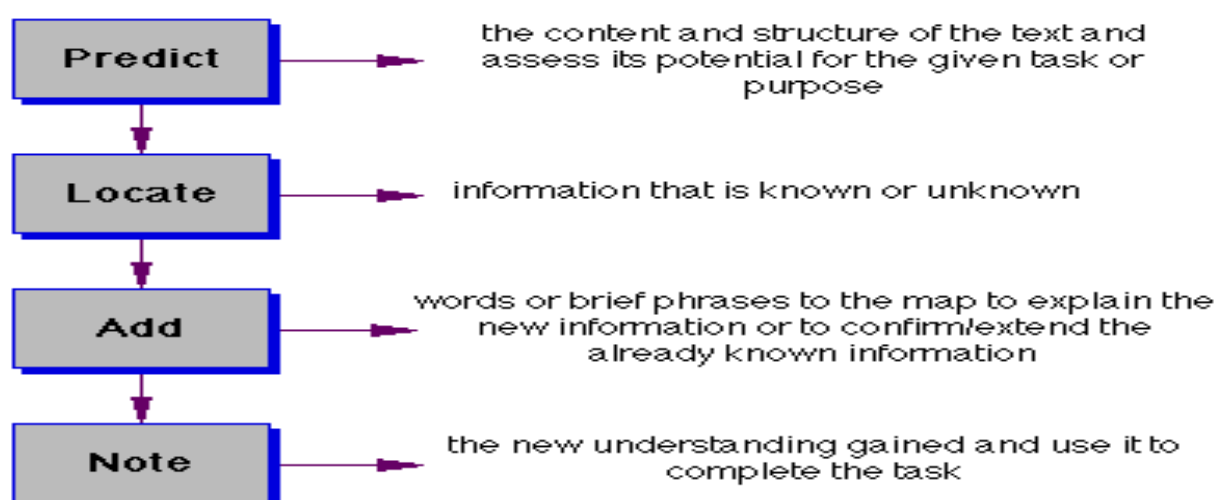 Predict
the content and structure of the text and
assess its potential for the given task or
purpose
Locate
information that is known or unknown
Add
words or brief phrases to the map to explain the
new information or to confirm/extend the
already known information
Note
the new understanding gained and use it to
complete the task